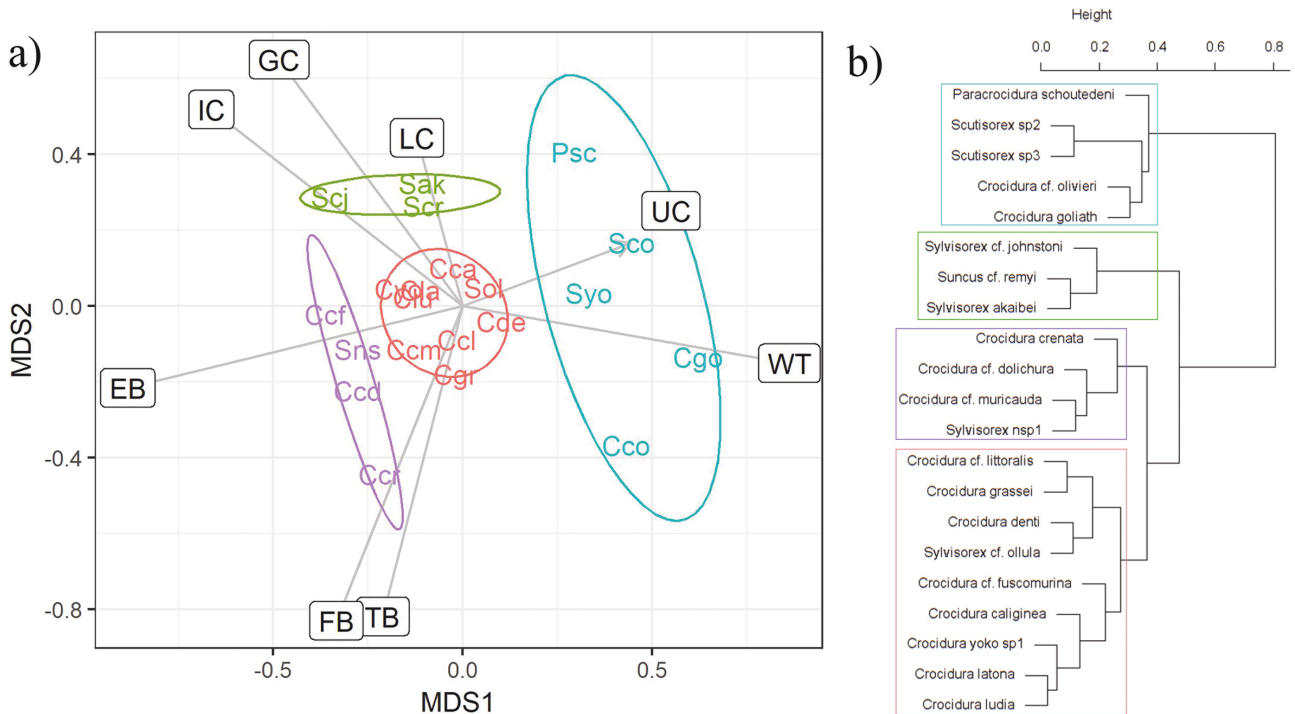 a)
GC
IC
LC
UC
EB
WT
FB
TB
Psc
Sco
Syo
Cgo
Cco
Scj
Sak
Scr
Cca
Sol
Cla
Clu
Cde
Ccl
Ccm
Cgr
Ccf
Sns
Ccd
Ccr
0.4
0.0
-0.4
-0.8
MDS2
-0.5
0.0
0.5
MDS1
b)
Height
0.0 0.2 0.4 0.6 0.8
Paracrocidura schoutedeni
Scutisorex sp2
Scutisorex sp3
Crocidura cf. olivieri
Crocidura goliath
Sylvisorex cf. johnstoni
Suncus cf. remyi
Sylvisorex akaibei
Crocidura crenata
Crocidura cf. dolichura
Crocidura cf. muricauda
Sylvisorex nsp1
Crocidura cf. littoralis
Crocidura grassei
Crocidura denti
Sylvisorex cf. ollula
Crocidura cf. fuscomurina
Crocidura caliginea
Crocidura yoko sp1
Crocidura latona
Crocidura ludia